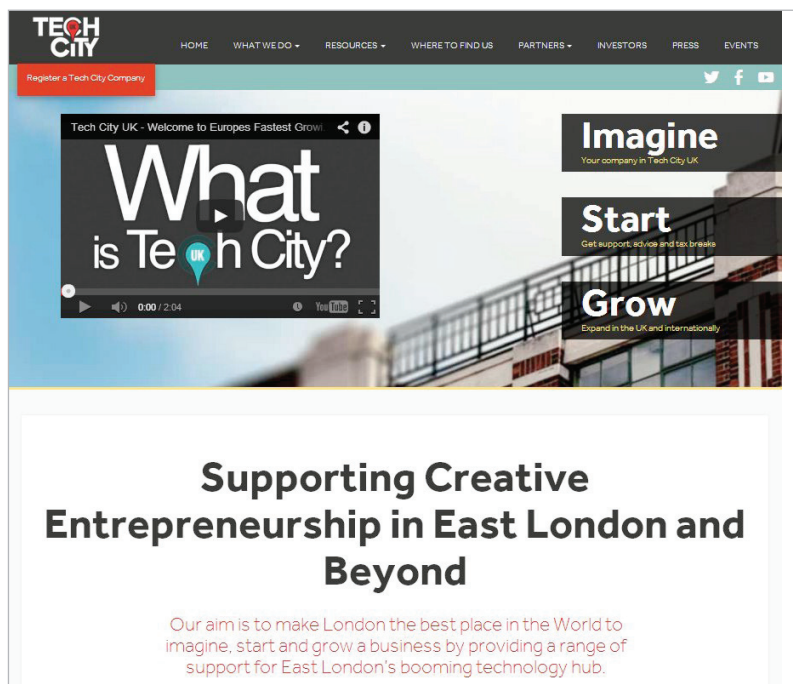 TECH
CITY
HOME WHAT WE DO RESOURCES WHERE TO FIND US PARTNERS INVESTORS PRESS EVENTS
Register a Tech City Company
Tech City UK - Welcome to Europes Fastest Growi
What
is Te UK h City?
0:00 / 2:04 YouTube
Imagine
Your company in Tech City UK
Start
Get support, advice and tax breaks
Grow
Expand in the UK and internationally
Supporting Creative
Entrepreneurship in East London and
Beyond
Our aim is to make London the best place in the World to
imagine, start and grow a business by providing a range of
support for East London's booming technology hub.